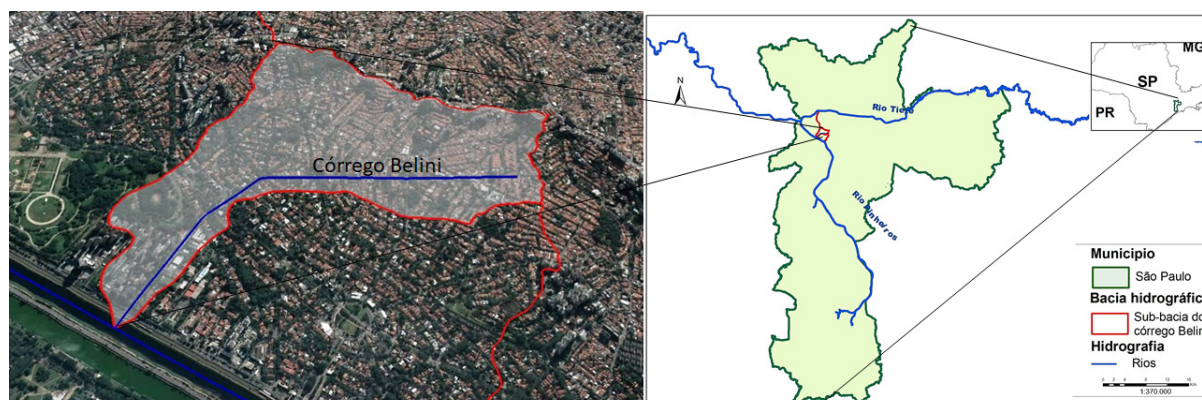 Córrego Belini
N
Rio Tietê
Rio Pinheiros
MG
SP
PR
Município
São Paulo
Bacia hidrográfic
Sub-bacia do
córrego Belin
Hidrografia
Rios
1:370.000